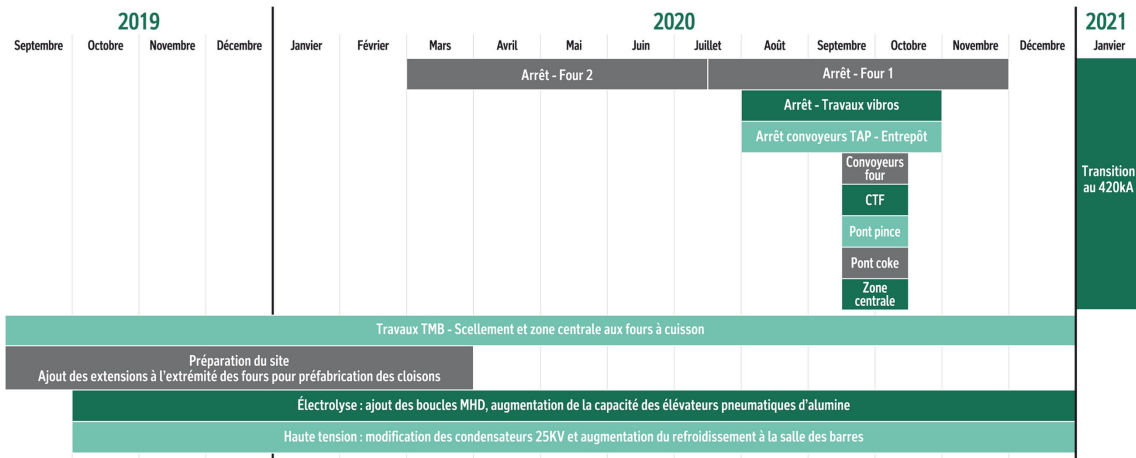 2019
2020
2021
Septembre Octobre Novembre Décembre Janvier Février Mars Avril Mai Juin Juillet Août Septembre Octobre Novembre Décembre Janvier
Arrêt - Four 2
Arrêt - Four 1
Arrêt - Travaux vibros
Arrêt convoyeurs TAP - Entrepôt
Convoyeurs
four
CTF
Pont pince
Pont coke
Zone
centrale
Transition
au 420kA
Travaux TMB - Scellement et zone centrale aux fours à cuisson
Préparation du site
Ajout des extensions à l'extrémité des fours pour préfabrication des cloisons
Électrolyse : ajout des boucles MHD, augmentation de la capacité des élévateurs pneumatiques d'alumine
Haute tension : modification des condensateurs 25KV et augmentation du refroidissement à la salle des barres